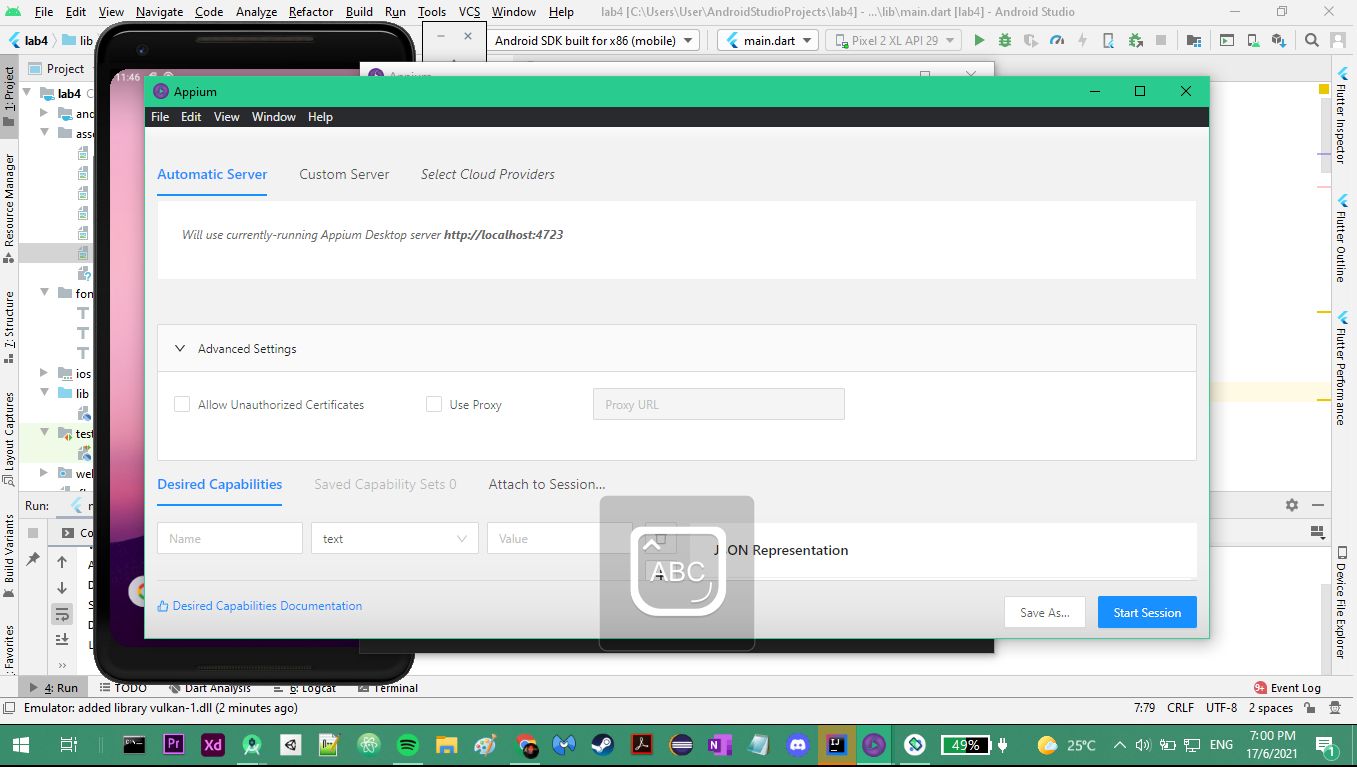 File Edit View Navigate Code Analyze Refactor Build Run Tools VCS Window Help lab4 [C:\Users\User\AndroidStudioProjects\lab4] - ...\lib\main.dart [lab4] - Android Studio
lab4 lib Android SDK built for x86 (mobile) main.dart Pixel 2 XL API 29
Project
11:46
Appium
lab4
Appium
File Edit View Window Help
Automatic Server Custom Server Select Cloud Providers
Will use currently-running Appium Desktop server http://localhost:4723
fon
Advanced Settings
ios
lib
Allow Unauthorized Certificates Use Proxy Proxy URL
test
Desired Capabilities Saved Capability Sets 0 Attach to Session...
Run:
Name text Value
JSON Representation
ABC
Desired Capabilities Documentation
Save As... Start Session
1: Project
Resource Manager
7: Structure
Layout Captures
Build Variants
Favorites
Flutter Inspector
Flutter Outline
Flutter Performance
Device File Explorer
4: Run TODO Dart Analysis 6: Logcat Terminal 9+ Event Log
Emulator: added library vulkan-1.dll (2 minutes ago) 7:79 CRLF UTF-8 2 spaces
Pr Xd 49% 25°C ENG 7:00 PM
17/6/2021
1